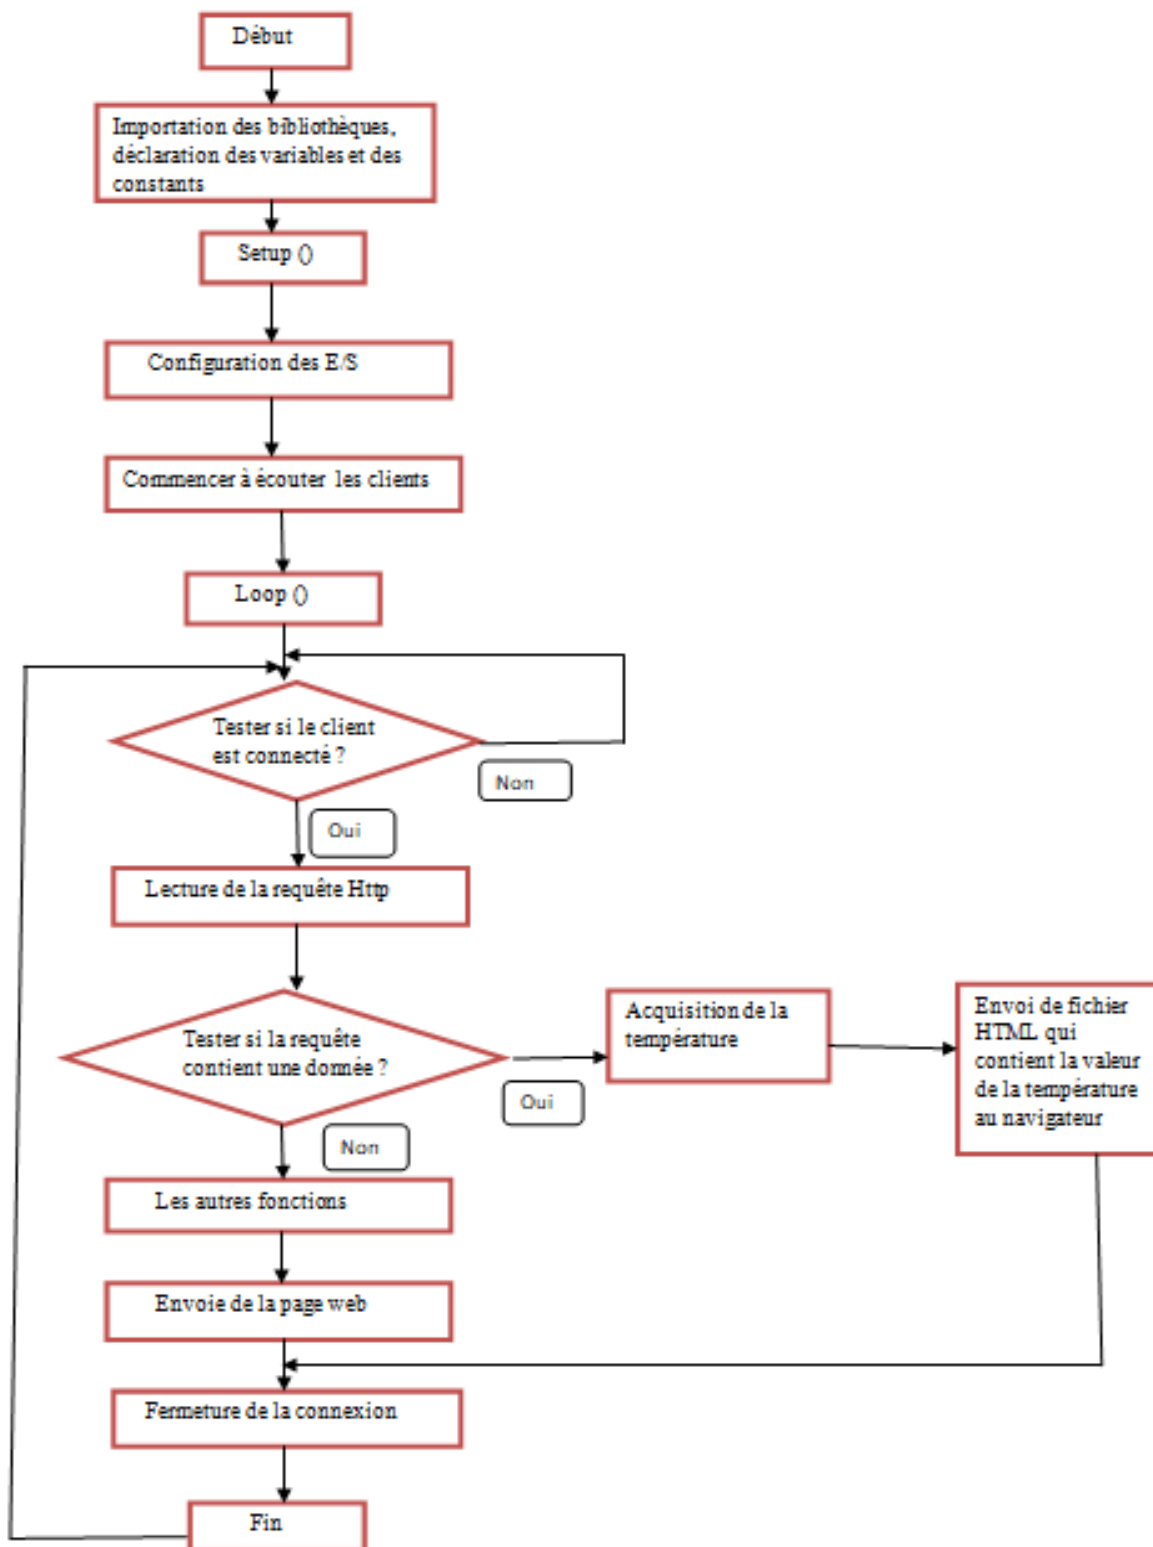 Début
Importation des bibliothèques,
déclaration des variables et des
constants
Setup ()
Configuration des E/S
Commencer à écouter les clients
Loop ()
Tester si le client
est connecté ?
Non
Oui
Lecture de la requête Http
Tester si la requête
contient une donnée ?
Oui
Acquisition de la
température
Envoi de fichier
HTML qui
contient la valeur
de la température
au navigateur
Non
Les autres fonctions
Envoie de la page web
Fermeture de la connexion
Fin